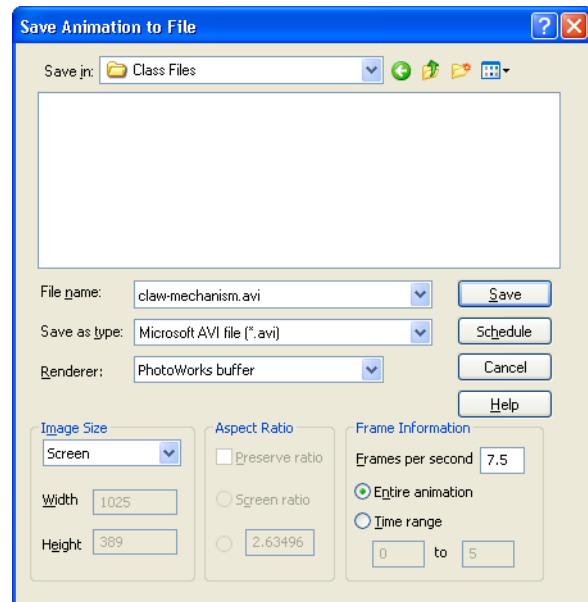 Save Animation to File
Save in: Class Files
File name: claw-mechanism.avi Save
Save as type: Microsoft AVI file (*.avi) Schedule
Renderer: PhotoWorks buffer Cancel
Help
Image Size
Screen
Width 1025
Height 389
Aspect Ratio
Preserve ratio
Screen ratio
2.63496
Frame Information
Frames per second 7.5
Entire animation
Time range
0 to 5